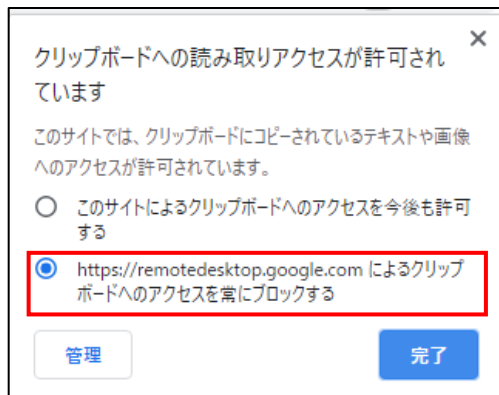 クリップボードへの読み取りアクセスが許可され
ています
このサイトでは、クリップボードにコピーされているテキストや画像
へのアクセスが許可されています。
このサイトによるクリップボードへのアクセスを今後も許可
する
https://remotedesktop.google.com によるクリップ
ボードへのアクセスを常にブロックする
管理
完了